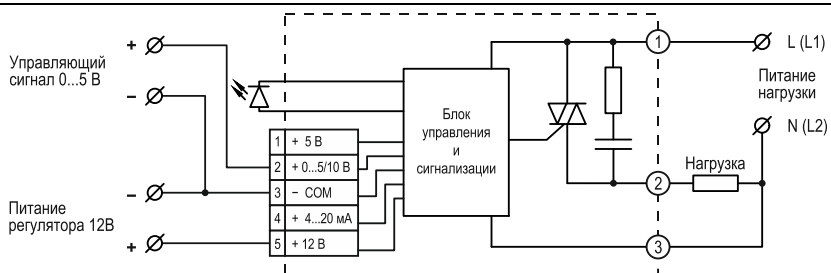 Управляющий
сигнал 0...5 В
+
−
−
Питание
регулятора 12В
+
1 + 5 В
2 + 0...5/10 В
3 − COM
4 + 4...20 мА
5 + 12 В
Блок
управления
и
сигнализации
1
L (L1)
Питание
нагрузки
N (L2)
Нагрузка
2
3